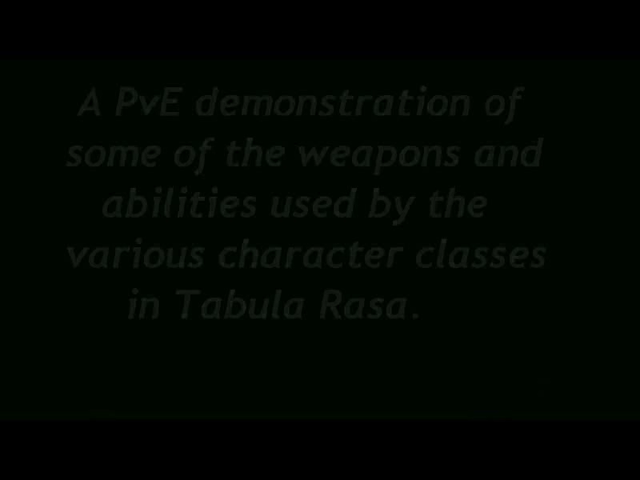 A PvE demonstration of
some of the weapons and
abilities used by the
various character classes
in Tabula Rasa.